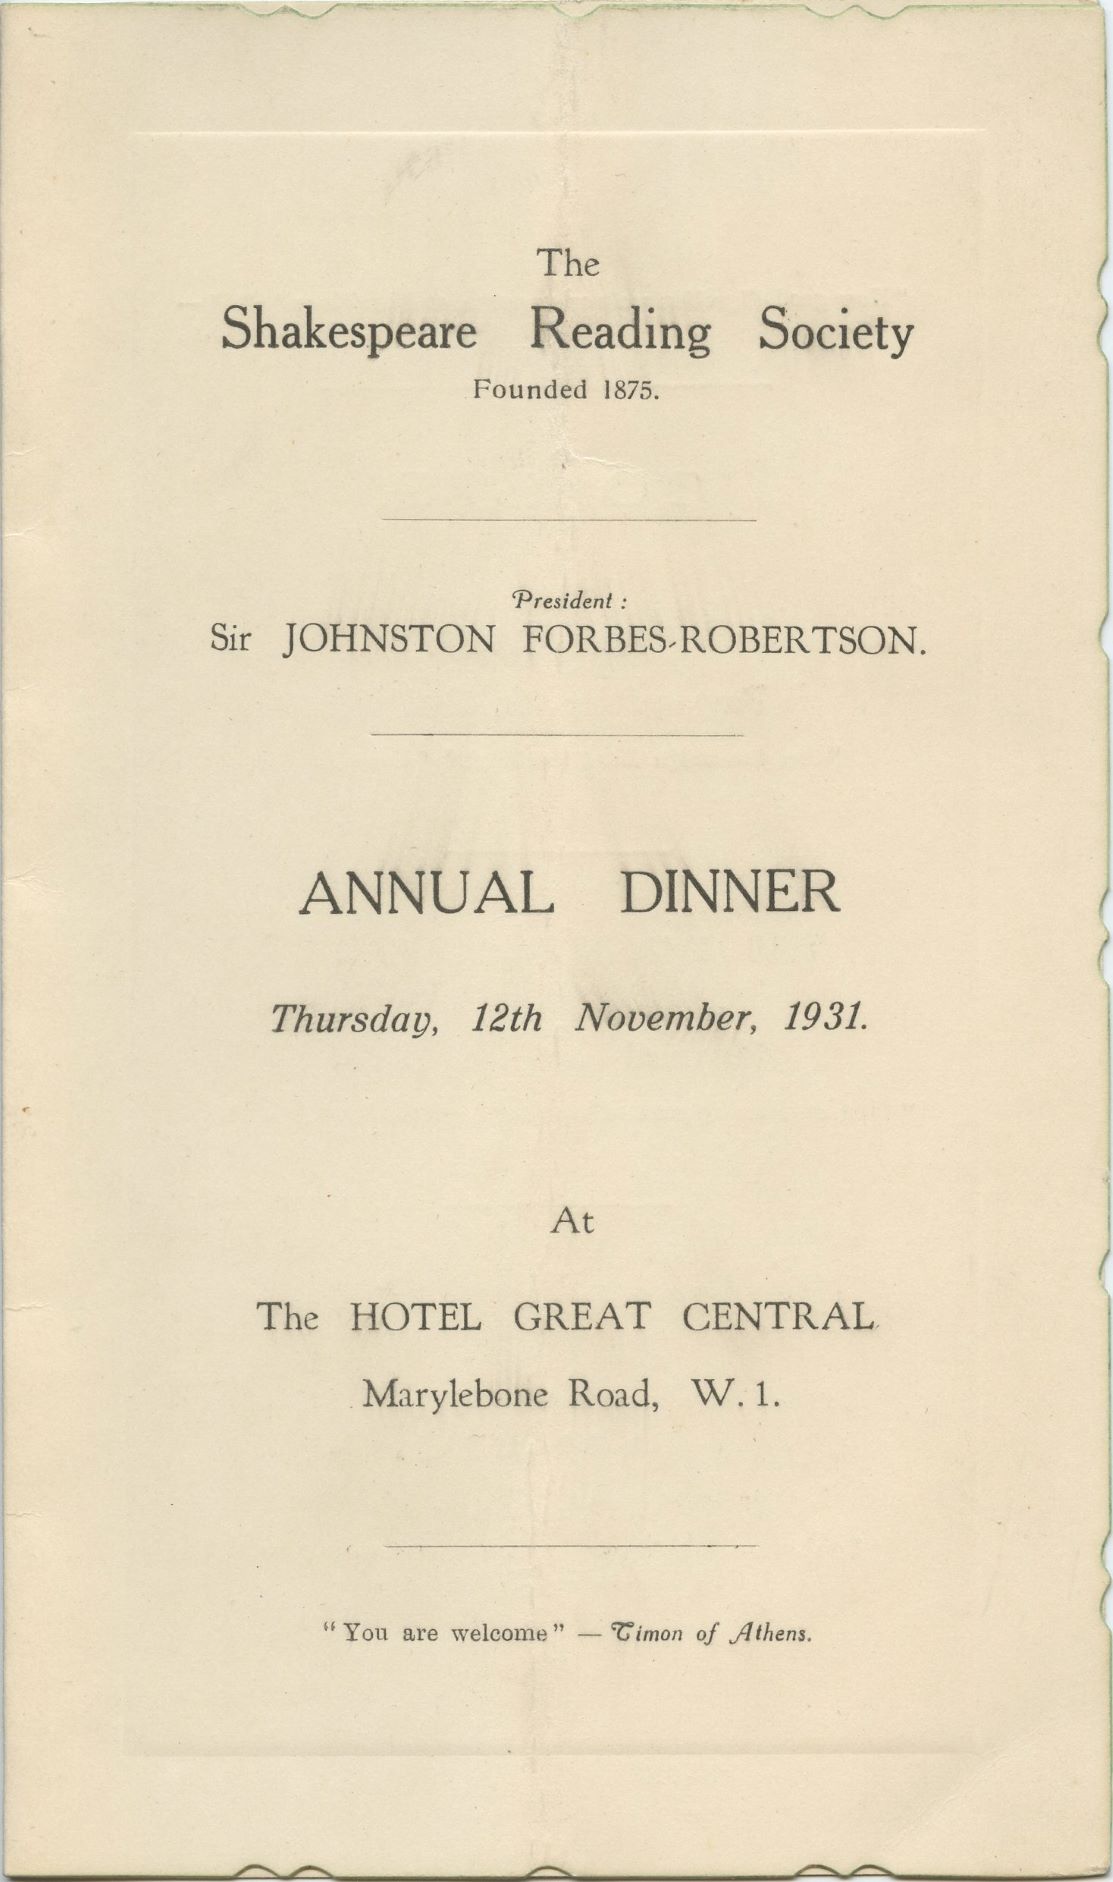 The
Shakespeare Reading Society
Founded 1875.
President :
Sir JOHNSTON FORBES-ROBERTSON.
ANNUAL DINNER
Thursday, 12th November, 1931.
At
The HOTEL GREAT CENTRAL
Marylebone Road, W. 1.
"You are welcome" — Timon of Athens.